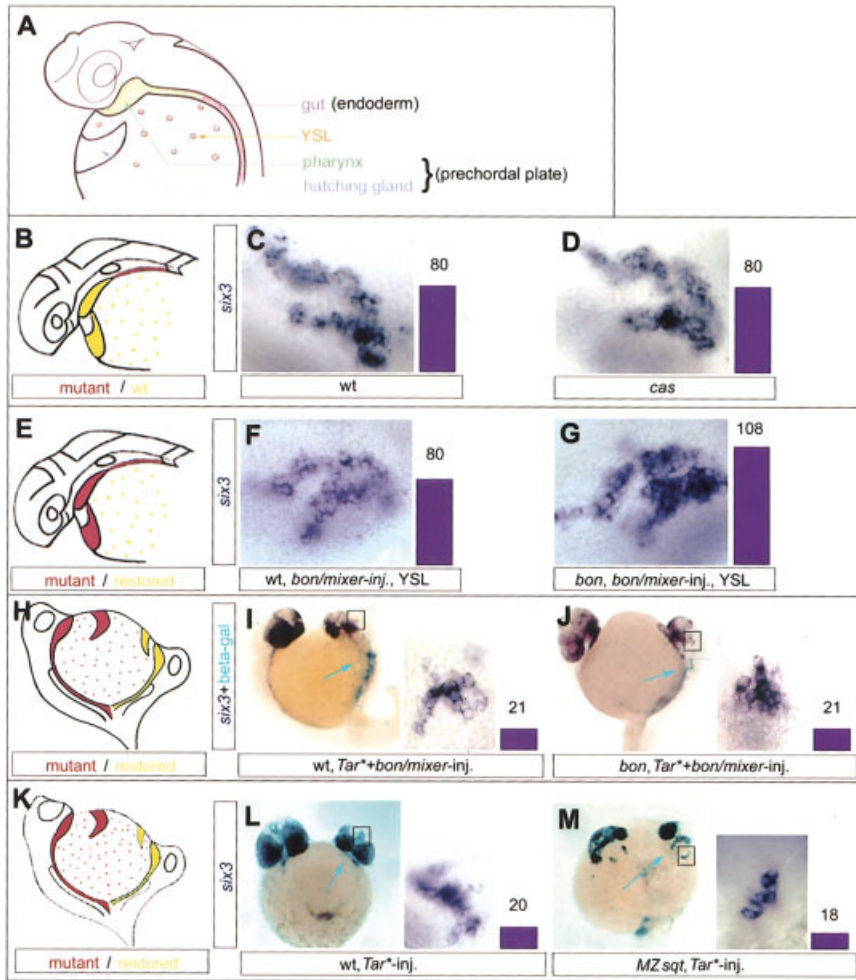 A
gut (endoderm)
YSL
pharynx
hatching gland
} (prechordal plate)
B
mutant / wt
six3
C
80
wt
D
80
cas
E
mutant / restored
six3
F
80
wt, bon/mixer-inj., YSL
G
108
bon, bon/mixer-inj., YSL
H
mutant / restored
six3+beta-gal
I
21
wt, Tar*+bon/mixer-inj.
J
21
bon, Tar*+bon/mixer-inj.
K
mutant / restored
six3
L
20
wt, Tar*-inj.
M
18
MZsqt, Tar*-inj.